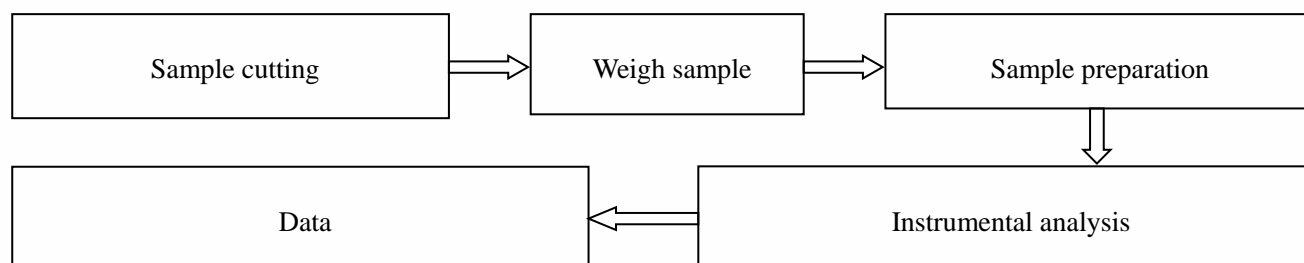 Sample cutting
Weigh sample
Sample preparation
Data
Instrumental analysis